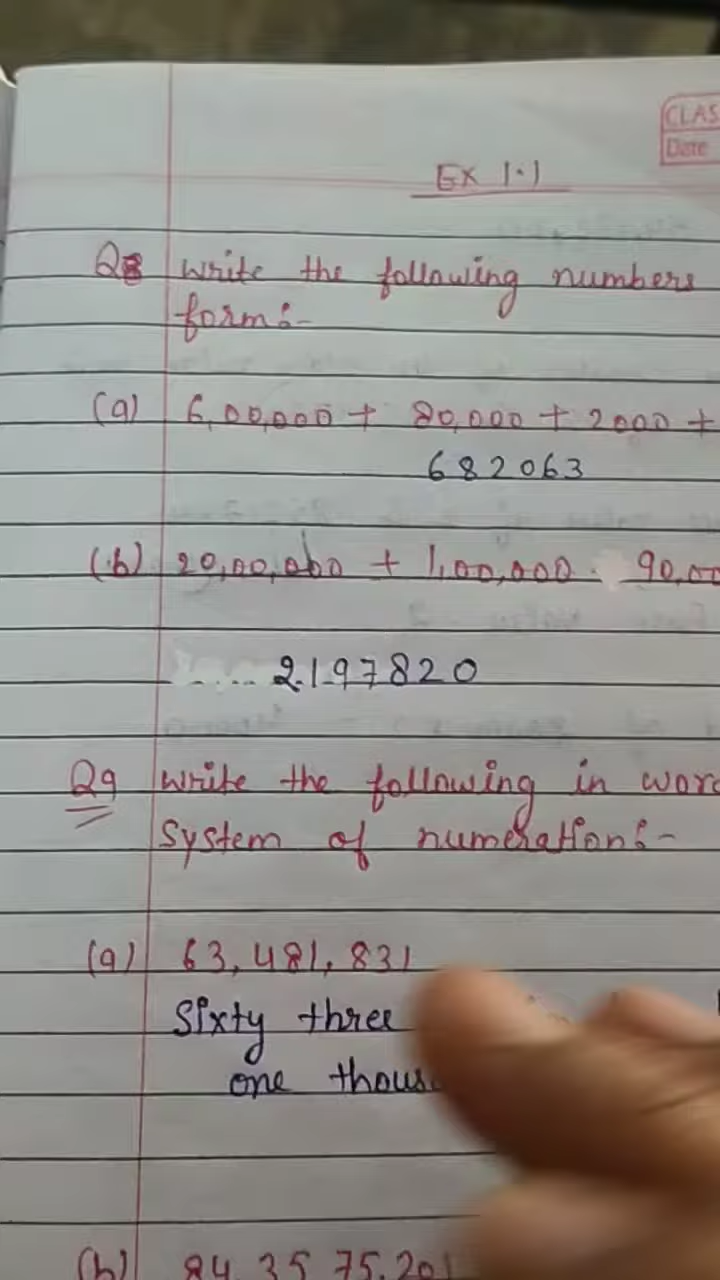 CLAS
Date
Ex 1.1
Q8 Write the following numbers
form:-
(a) 6,00,000 + 80,000 + 2000 +
682063
(b) 20,00,000 + 1,00,000 90,00
2197820
Q9 Write the following in word
System of numeration:-
(a) 63,481,831
Sixty three
one thous
(b) 84,35,75,201